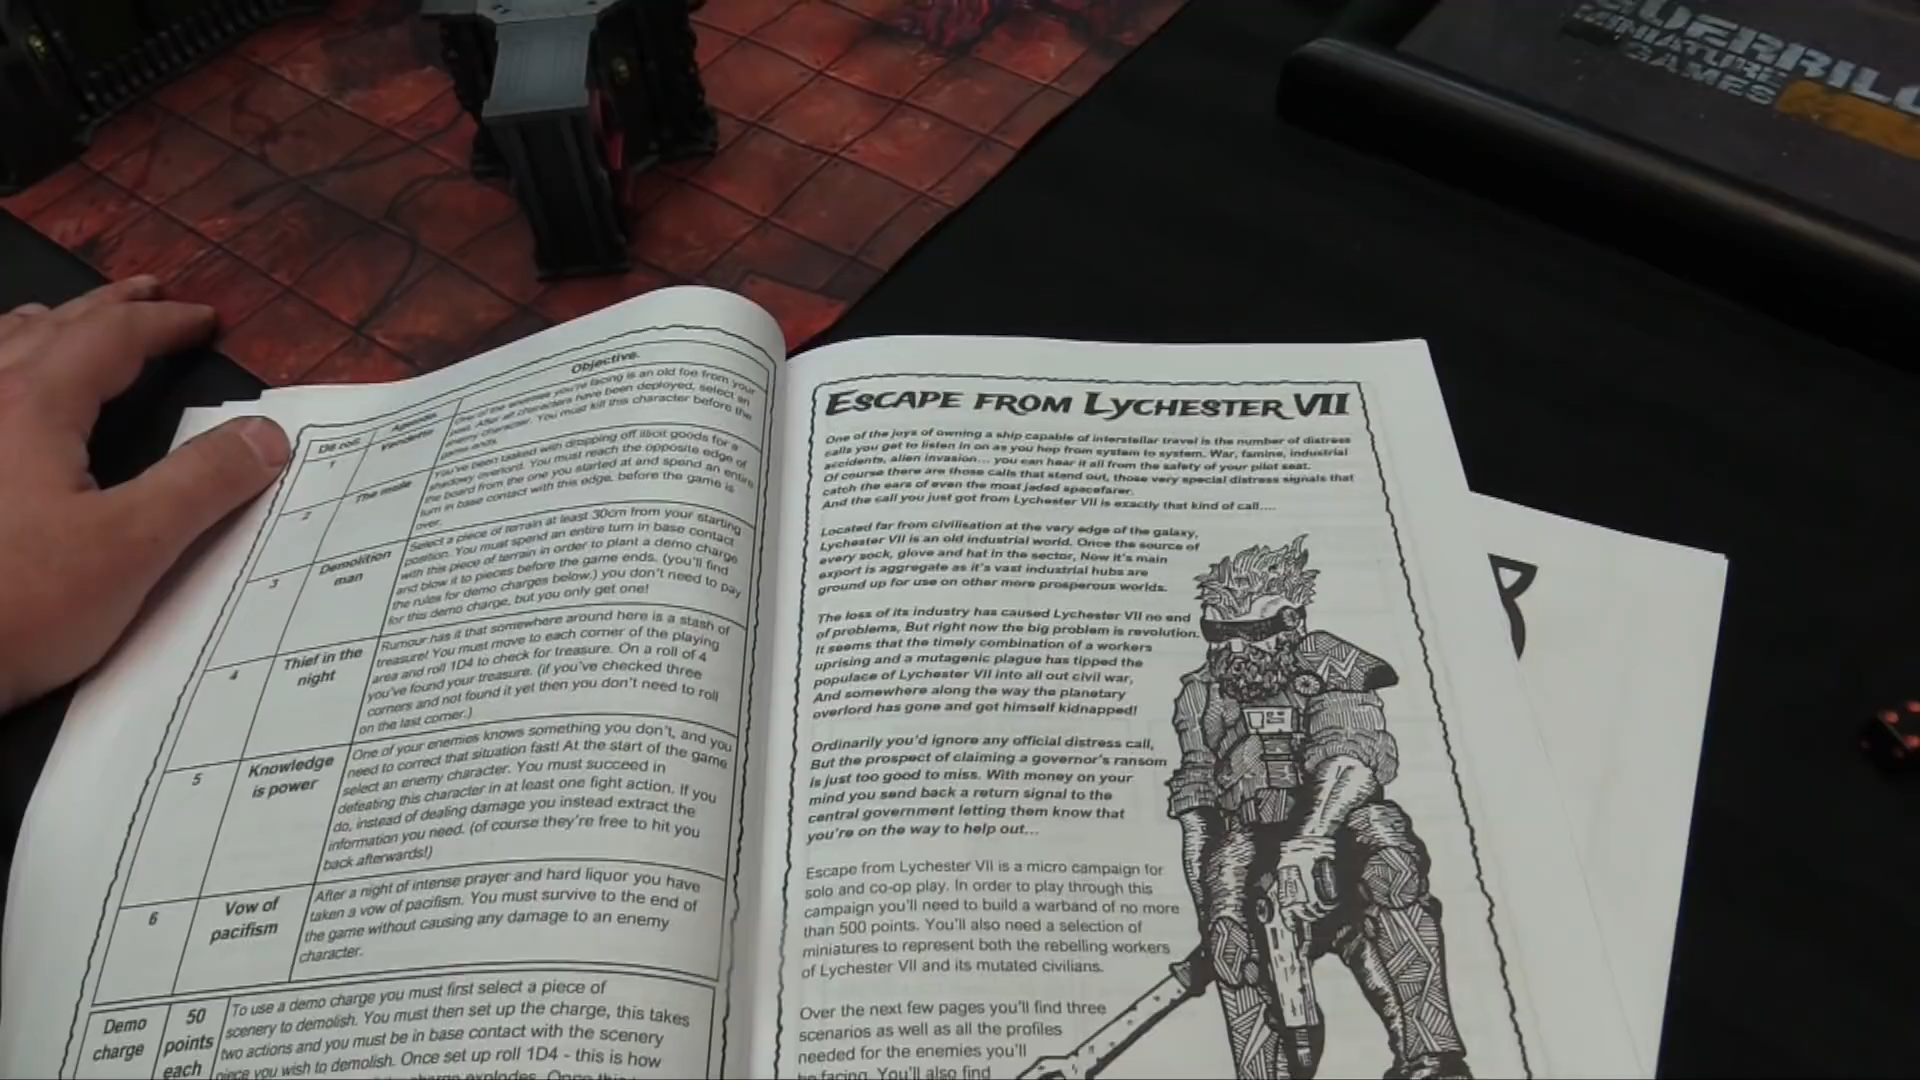 GUERRILLA
MINIATURE
GAMES
D6 roll
Agenda.
Objective.
1
Vendetta
One of the enemies you're facing is an old foe from your
past. After all characters have been deployed, select an
enemy character. You must kill this character before the
game ends.
2
The mule
You've been tasked with dropping off illicit goods for a
shadowy overlord. You must reach the opposite edge of
the board from the one you started at and spend an entire
turn in base contact with this edge, before the game is
over.
3
Demolition
man
Select a piece of terrain at least 30cm from your starting
position. You must spend an entire turn in base contact
with this piece of terrain in order to plant a demo charge
and blow it to pieces before the game ends. (you'll find
the rules for demo charges below.) you don't need to pay
for this demo charge, but you only get one!
4
Thief in the
night
Rumour has it that somewhere around here is a stash of
treasure! You must move to each corner of the playing
area and roll 1D4 to check for treasure. On a roll of 4
you've found your treasure. (if you've checked three
corners and not found it yet then you don't need to roll
on the last corner.)
5
Knowledge
is power
One of your enemies knows something you don't, and you
need to correct that situation fast! At the start of the game
select an enemy character. You must succeed in
defeating this character in at least one fight action. If you
do, instead of dealing damage you instead extract the
information you need. (of course they're free to hit you
back afterwards!)
6
Vow of
pacifism
After a night of intense prayer and hard liquor you have
taken a vow of pacifism. You must survive to the end of
the game without causing any damage to an enemy
character.
Demo
charge
50
points
each
To use a demo charge you must first select a piece of
scenery to demolish. You must then set up the charge, this takes
two actions and you must be in base contact with the scenery
piece you wish to demolish. Once set up roll 1D4 - this is how
charge explodes. Once this
ESCAPE FROM LYCHESTER VII
One of the joys of owning a ship capable of interstellar travel is the number of distress
calls you get to listen in on as you hop from system to system. War, famine, industrial
accidents, alien invasion... you can hear it all from the safety of your pilot seat.
Of course there are those calls that stand out, those very special distress signals that
catch the ears of even the most jaded spacefarer.
And the call you just got from Lychester VII is exactly that kind of call....
Located far from civilisation at the very edge of the galaxy,
Lychester VII is an old industrial world. Once the source of
every sock, glove and hat in the sector, Now it's main
export is aggregate as it's vast industrial hubs are
ground up for use on other more prosperous worlds.
The loss of its industry has caused Lychester VII no end
of problems, But right now the big problem is revolution.
It seems that the timely combination of a workers
uprising and a mutagenic plague has tipped the
populace of Lychester VII into all out civil war,
And somewhere along the way the planetary
overlord has gone and got himself kidnapped!
Ordinarily you'd ignore any official distress call,
But the prospect of claiming a governor's ransom
is just too good to miss. With money on your
mind you send back a return signal to the
central government letting them know that
you're on the way to help out...
Escape from Lychester VII is a micro campaign for
solo and co-op play. In order to play through this
campaign you'll need to build a warband of no more
than 500 points. You'll also need a selection of
miniatures to represent both the rebelling workers
of Lychester VII and its mutated civilians.
Over the next few pages you'll find three
scenarios as well as all the profiles
needed for the enemies you'll
be facing. You'll also find
R